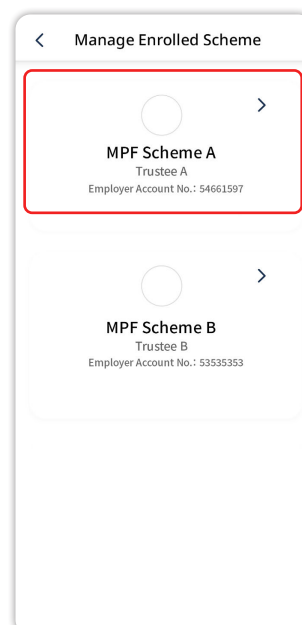 Manage Enrolled Scheme
MPF Scheme A
Trustee A
Employer Account No.: 54661597
MPF Scheme B
Trustee B
Employer Account No.: 53535353